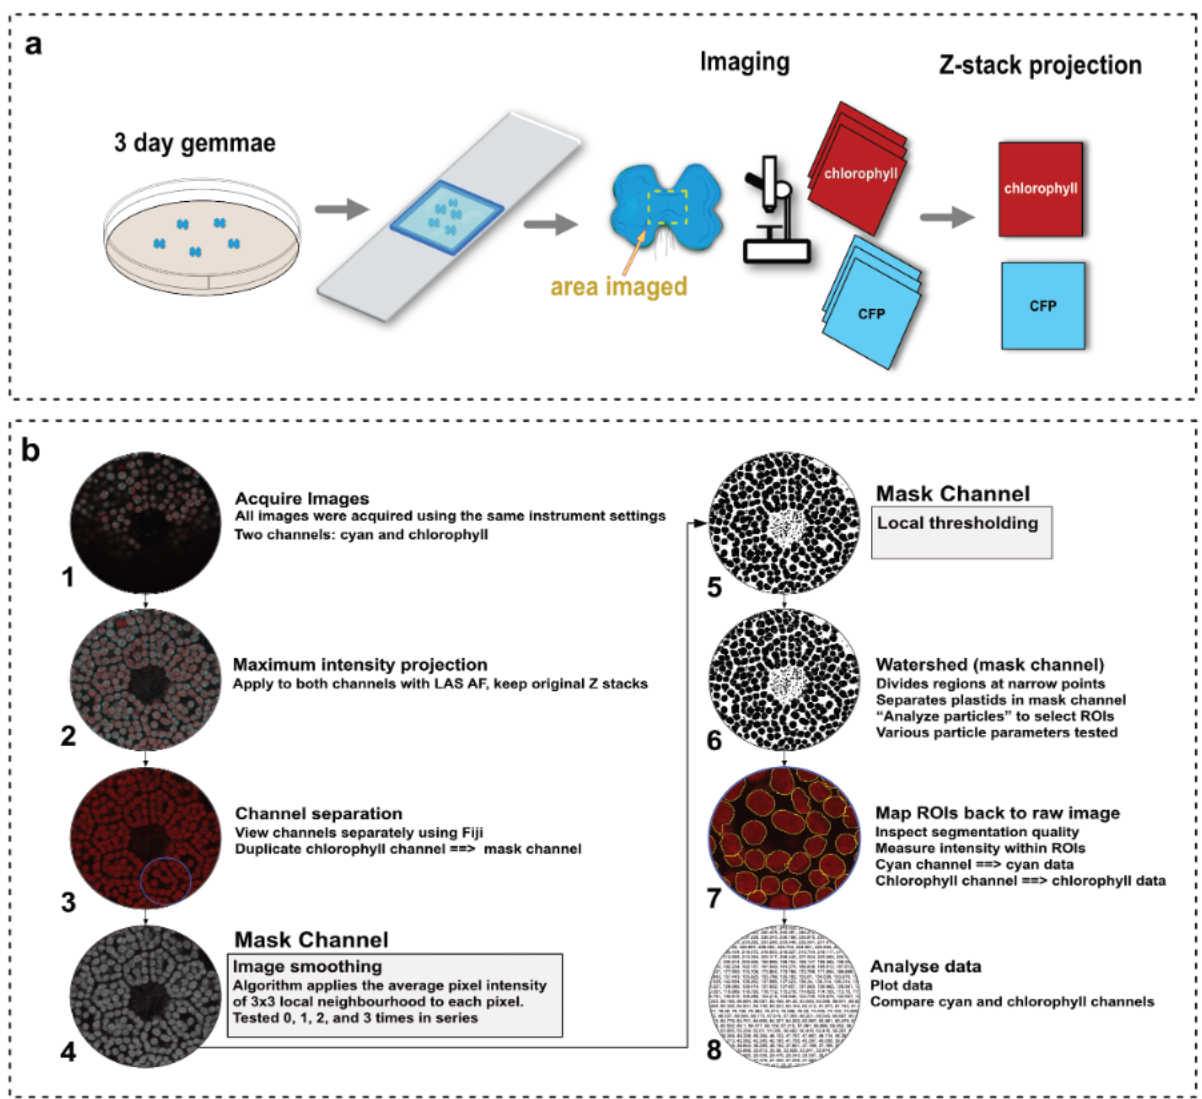 a
Imaging
Z-stack projection
3 day gemmae
chlorophyll
chlorophyll
area imaged
CFP
CFP
b
Acquire Images
All images were acquired using the same instrument settings
Two channels: cyan and chlorophyll
1
Maximum intensity projection
Apply to both channels with LAS AF, keep original Z stacks
2
Channel separation
View channels separately using Fiji
Duplicate chlorophyll channel ==> mask channel
3
Mask Channel
Image smoothing
Algorithm applies the average pixel intensity
of 3x3 local neighbourhood to each pixel.
Tested 0, 1, 2, and 3 times in series
4
Mask Channel
Local thresholding
5
Watershed (mask channel)
Divides regions at narrow points
Separates plastids in mask channel
“Analyze particles” to select ROIs
Various particle parameters tested
6
Map ROIs back to raw image
Inspect segmentation quality
Measure intensity within ROIs
Cyan channel ==> cyan data
Chlorophyll channel ==> chlorophyll data
7
Analyse data
Plot data
Compare cyan and chlorophyll channels
8